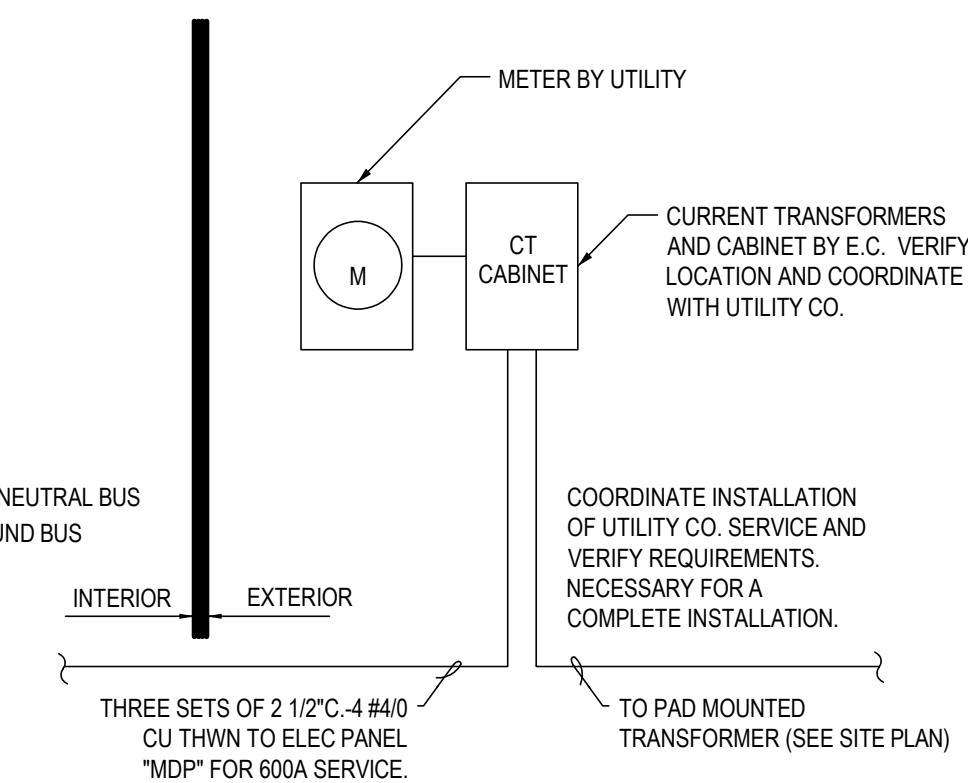 METER BY UTILITY
M
CT
CABINET
CURRENT TRANSFORMERS
AND CABINET BY E.C. VERIFY
LOCATION AND COORDINATE
WITH UTILITY CO.
NEUTRAL BUS
UND BUS
COORDINATE INSTALLATION
OF UTILITY CO. SERVICE AND
VERIFY REQUIREMENTS.
NECESSARY FOR A
COMPLETE INSTALLATION.
INTERIOR
EXTERIOR
THREE SETS OF 2 1/2"C.-4 #4/0
CU THWN TO ELEC PANEL
"MDP" FOR 600A SERVICE.
TO PAD MOUNTED
TRANSFORMER (SEE SITE PLAN)